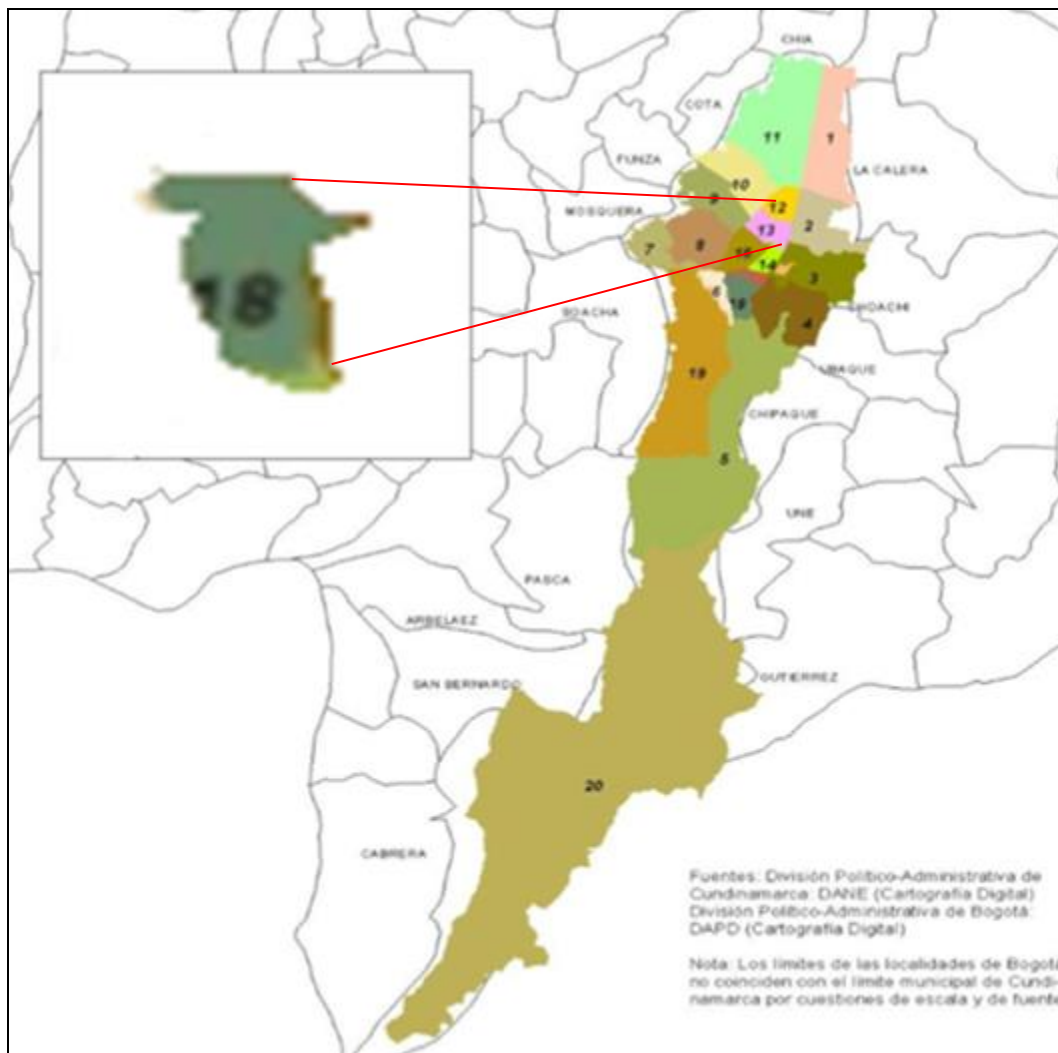 CHIA
COTA
11
1
FUNZA
LA CALERA
10
9
12
MOSQUERA
13
2
7
8
15
14
3
6
18
SOACHA
CHOACHI
4
UBAQUE
19
CHIPAQUE
5
UNE
PASCA
ARBELAEZ
SAN BERNARDO
GUTIERREZ
20
CABRERA
18
Fuentes: División Político-Administrativa de
Cundinamarca: DANE (Cartografía Digital)
División Político-Administrativa de Bogotá:
DAPD (Cartografía Digital)
Nota: Los límites de las localidades de Bogotá
no coinciden con el límite municipal de Cundi-
namarca por cuestiones de escala y de fuente